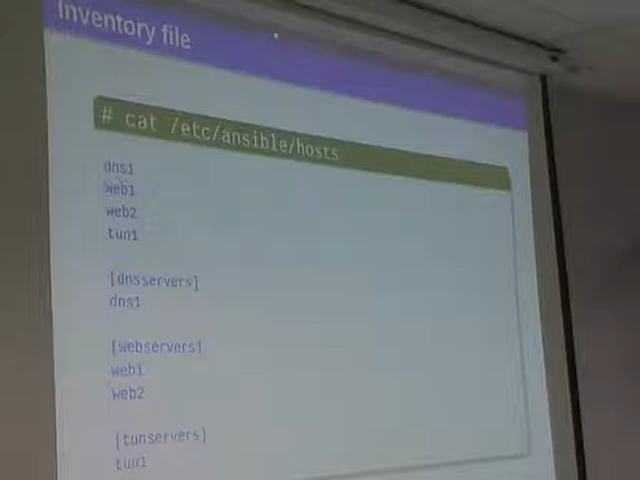 Inventory file
# cat /etc/ansible/hosts
dns1
web1
web2
tun1
[dnsservers]
dns1
[webservers]
web1
web2
[tunservers]
tun1